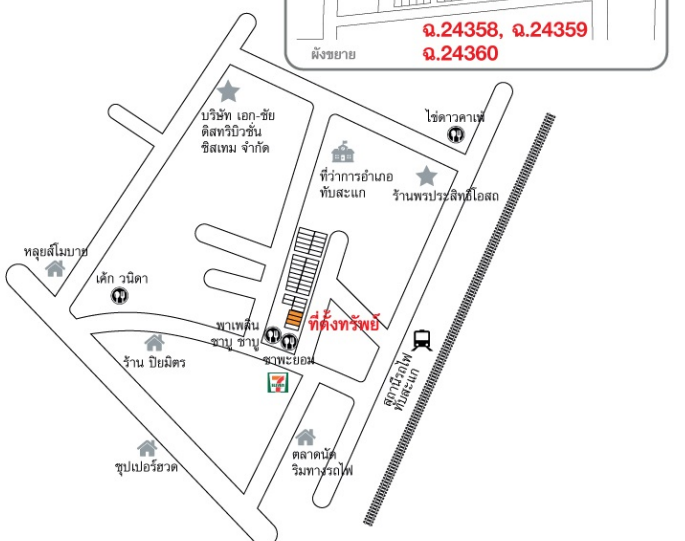 ฉ.24358, ฉ.24359
ฉ.24360
ผังขยาย
บริษัท เอก-ชัย
ดิสทริบิวชั่น
ซิสเทม จำกัด
ไข่ดาวคาเฟ่
ที่ว่าการอำเภอ
ทับสะแก
ร้านพรประสิทธิ์โอสถ
หลุยส์โมบาย
เค้ก วนิดา
พาเพลิน
ชาบู ชาบู
ที่ตั้งทรัพย์
ชาพะยอม
ร้าน ปิยมิตร
7
ELEVEN
สถานีรถไฟ
ทับสะแก
ซุปเปอร์ฮวด
ตลาดนัด
ริมทางรถไฟ